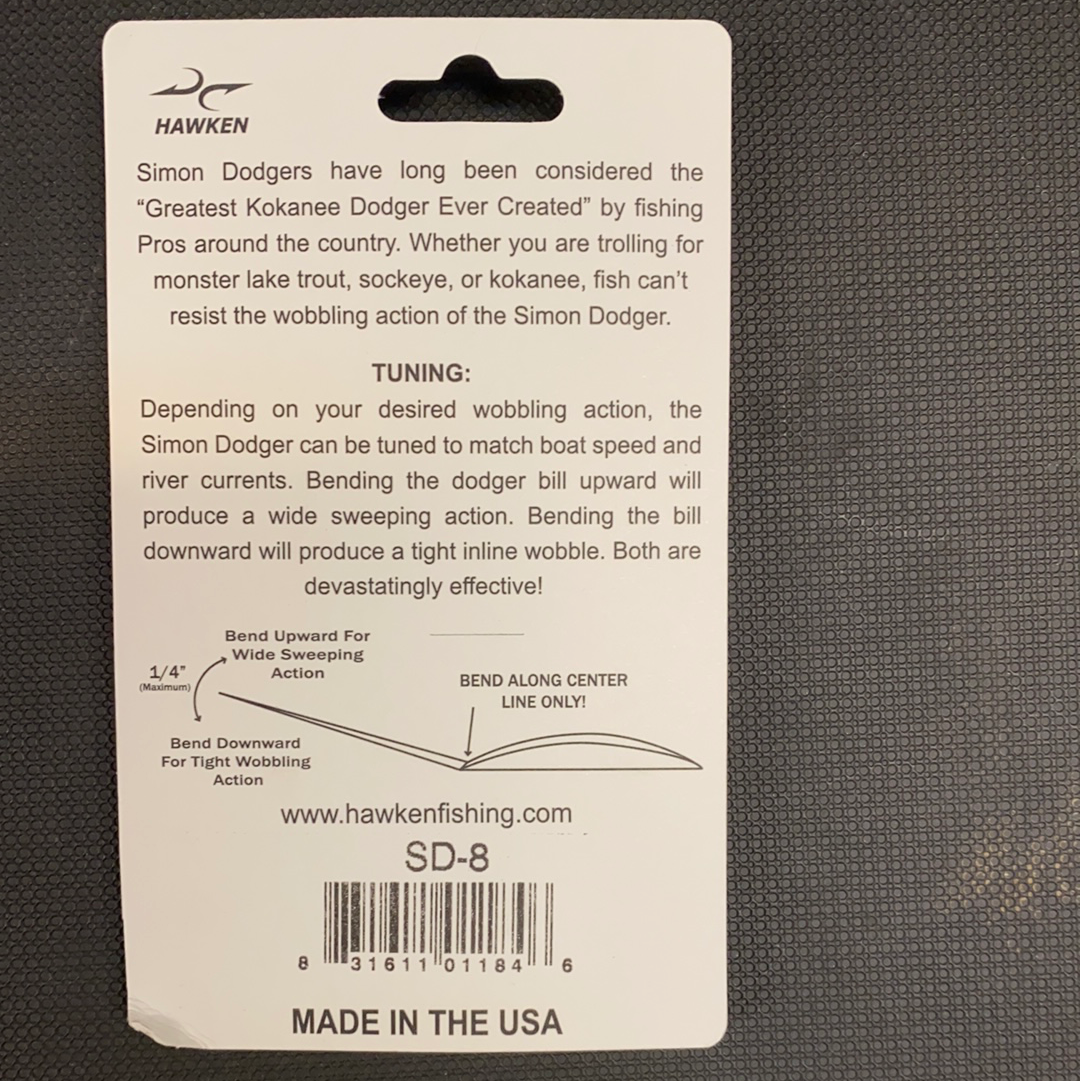 HAWKEN
Simon Dodgers have long been considered the
“Greatest Kokanee Dodger Ever Created” by fishing
Pros around the country. Whether you are trolling for
monster lake trout, sockeye, or kokanee, fish can’t
resist the wobbling action of the Simon Dodger.
TUNING:
Depending on your desired wobbling action, the
Simon Dodger can be tuned to match boat speed and
river currents. Bending the dodger bill upward will
produce a wide sweeping action. Bending the bill
downward will produce a tight inline wobble. Both are
devastatingly effective!
Bend Upward For
Wide Sweeping
Action
1/4”
(Maximum)
BEND ALONG CENTER
LINE ONLY!
Bend Downward
For Tight Wobbling
Action
www.hawkenfishing.com
SD-8
8 31611 01184 6
MADE IN THE USA